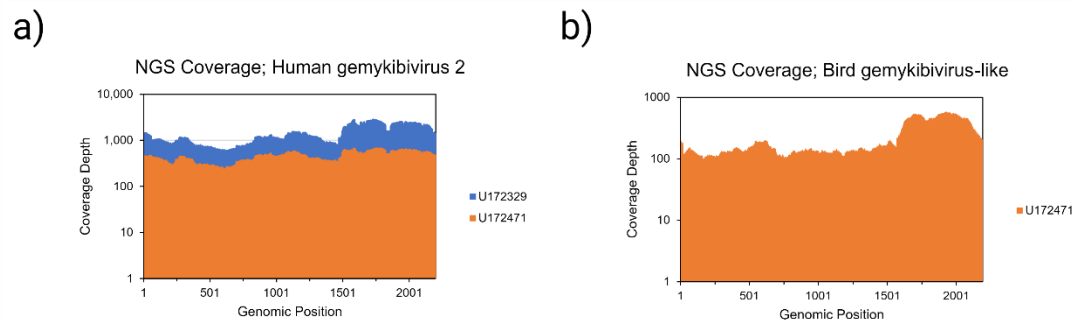 a)
NGS Coverage; Human gemykibivirus 2
10,000
1,000
100
10
1
Coverage Depth
1
501
1001
1501
2001
Genomic Position
U172329
U172471
b)
NGS Coverage; Bird gemykibivirus-like
1000
100
10
1
Coverage Depth
1
501
1001
1501
2001
Genomic Position
U172471